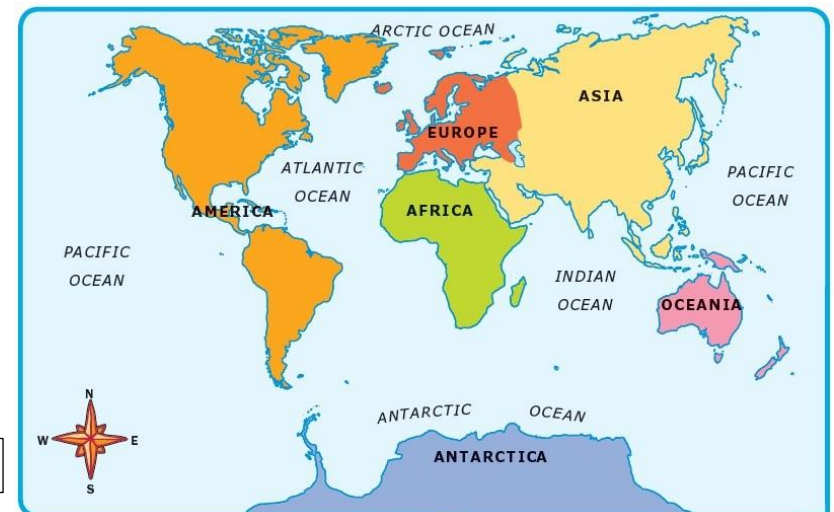 ARCTIC OCEAN
ASIA
EUROPE
ATLANTIC
OCEAN
PACIFIC
OCEAN
AMERICA
AFRICA
PACIFIC
OCEAN
INDIAN
OCEAN
OCEANIA
N
W E
S
ANTARCTIC OCEAN
ANTARCTICA